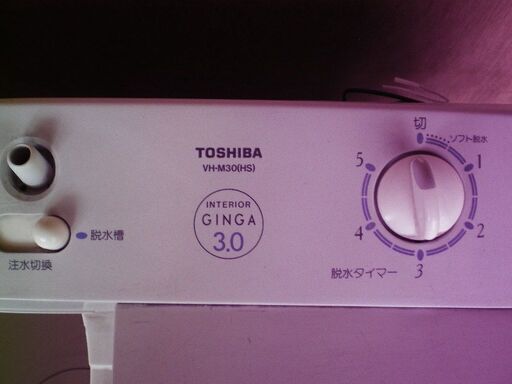 TOSHIBA
VH-M30(HS)
INTERIOR
GINGA
3.0
脱水槽
注水切換
切
ソフト脱水
1
2
3
4
5
脱水タイマー